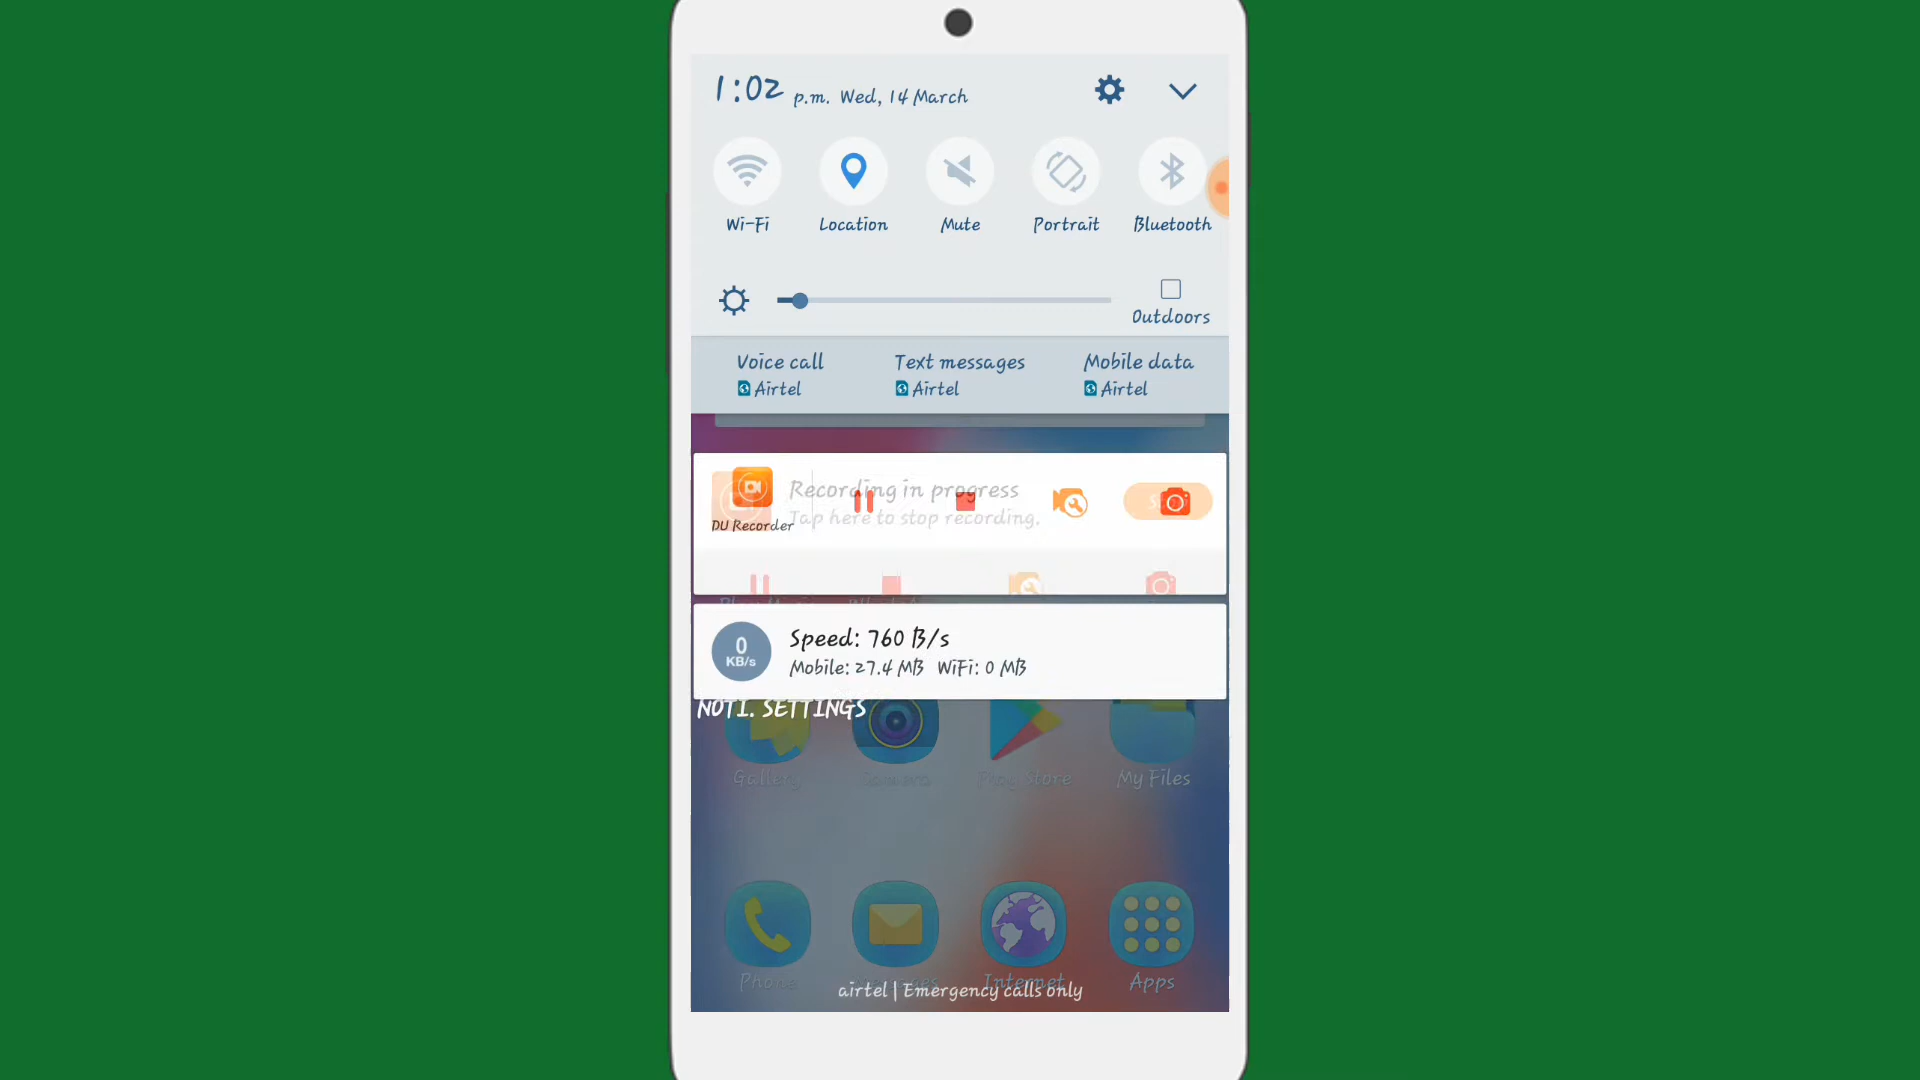 1:02 p.m. Wed, 14 March
Wi-Fi
Location
Mute
Portrait
Bluetooth
Outdoors
Voice call
Airtel
Text messages
Airtel
Mobile data
Airtel
DU Recorder
Recording in progress
Tap here to stop recording.
0
KB/s
Speed: 760 B/s
Mobile: 27.4 MB WiFi: 0 MB
NOTI. SETTINGS
Gallery
Camera
Play Store
My Files
Phone
Internet
Apps
airtel | Emergency calls only